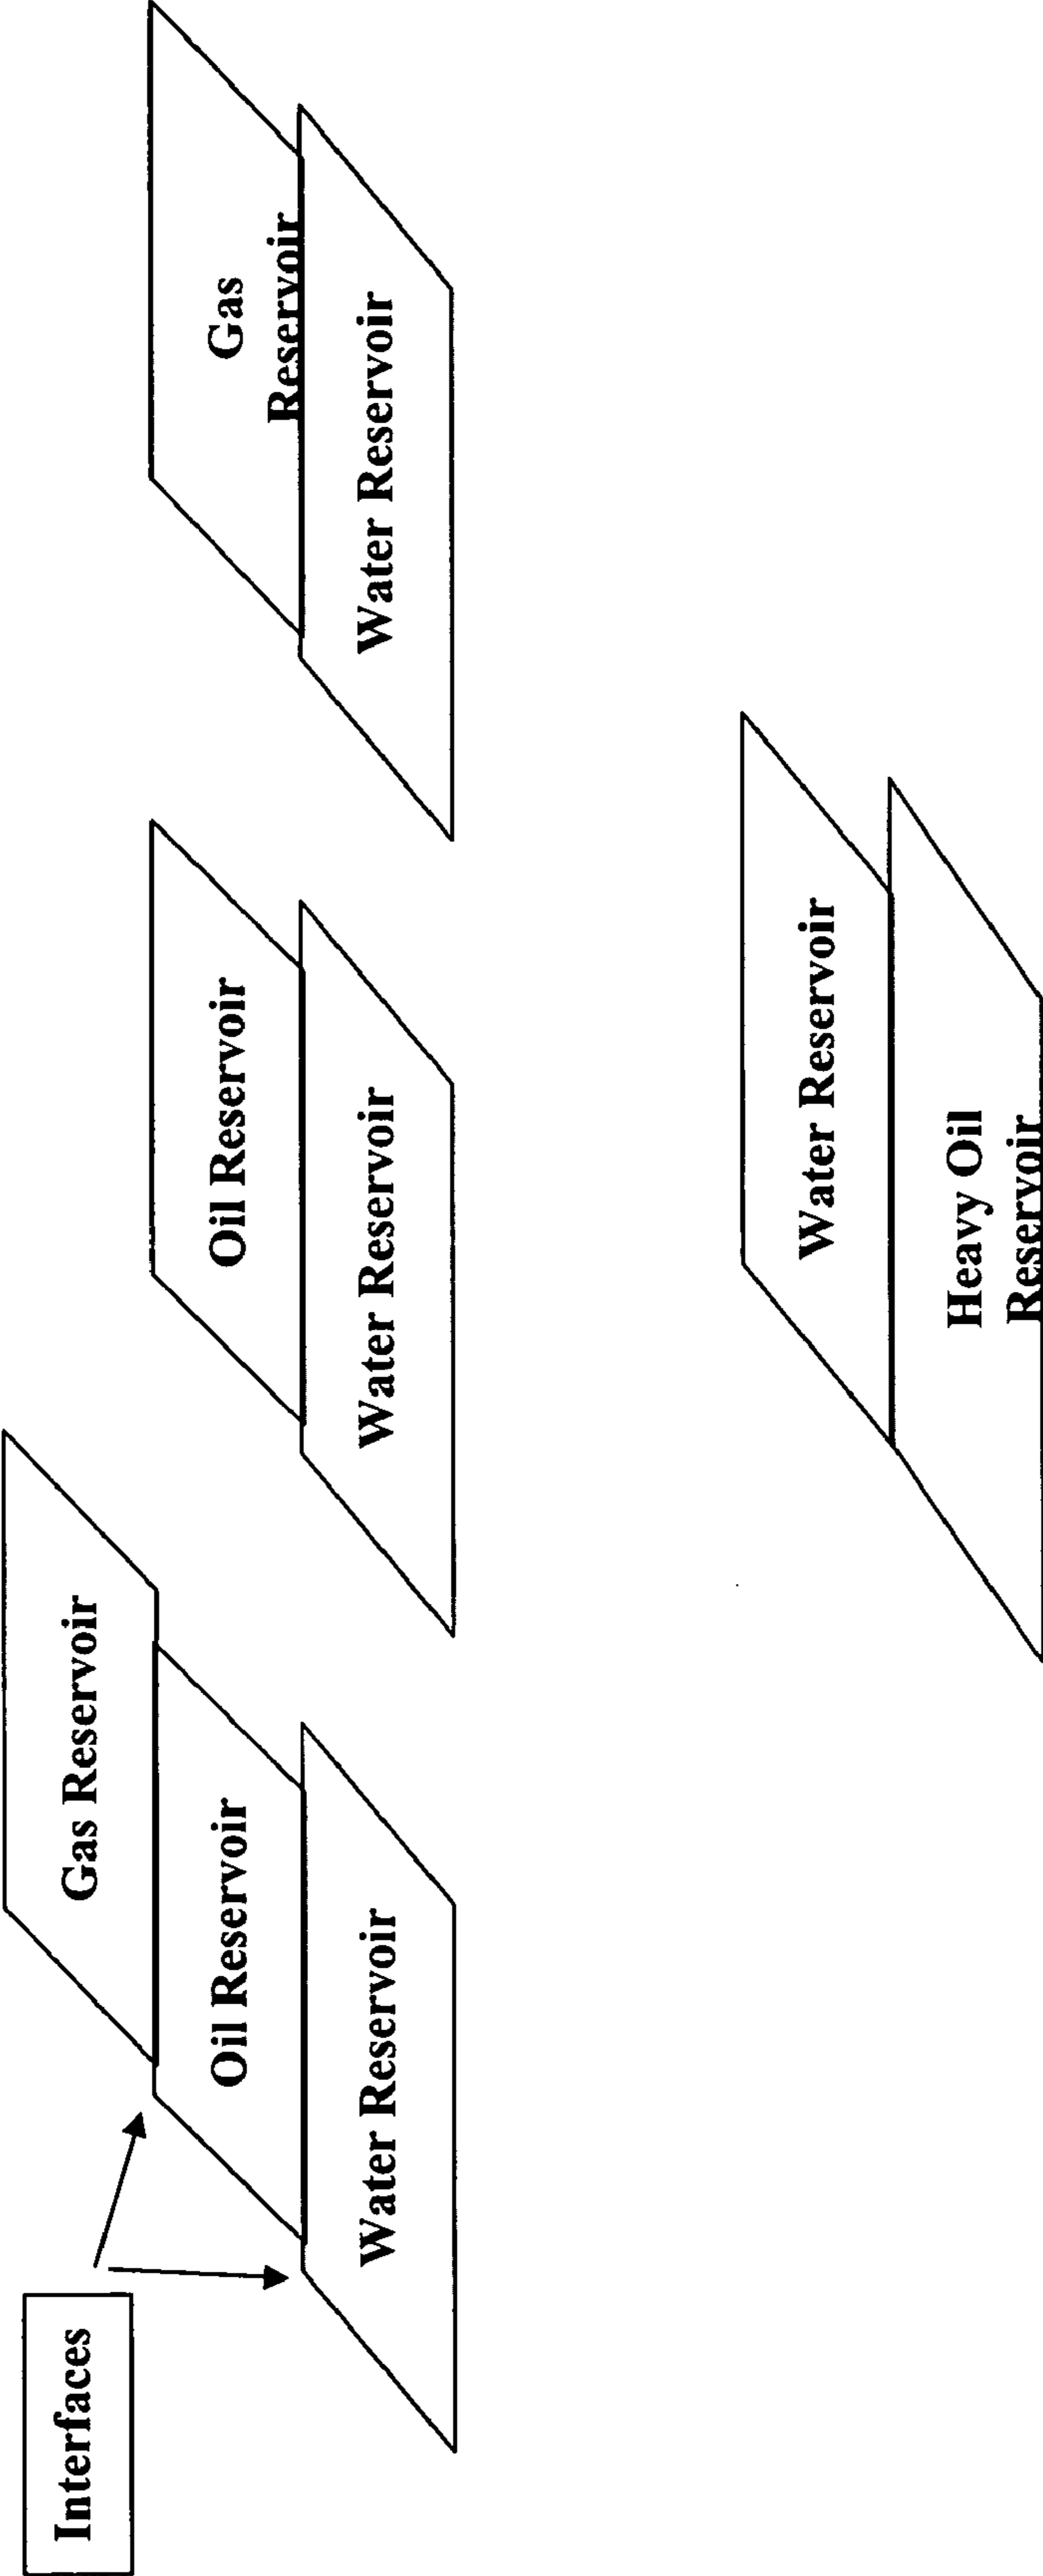 Interfaces
Gas Reservoir
Oil Reservoir
Water Reservoir
Oil Reservoir
Water Reservoir
Gas
Reservoir
Water Reservoir
Water Reservoir
Heavy Oil
Reservoir